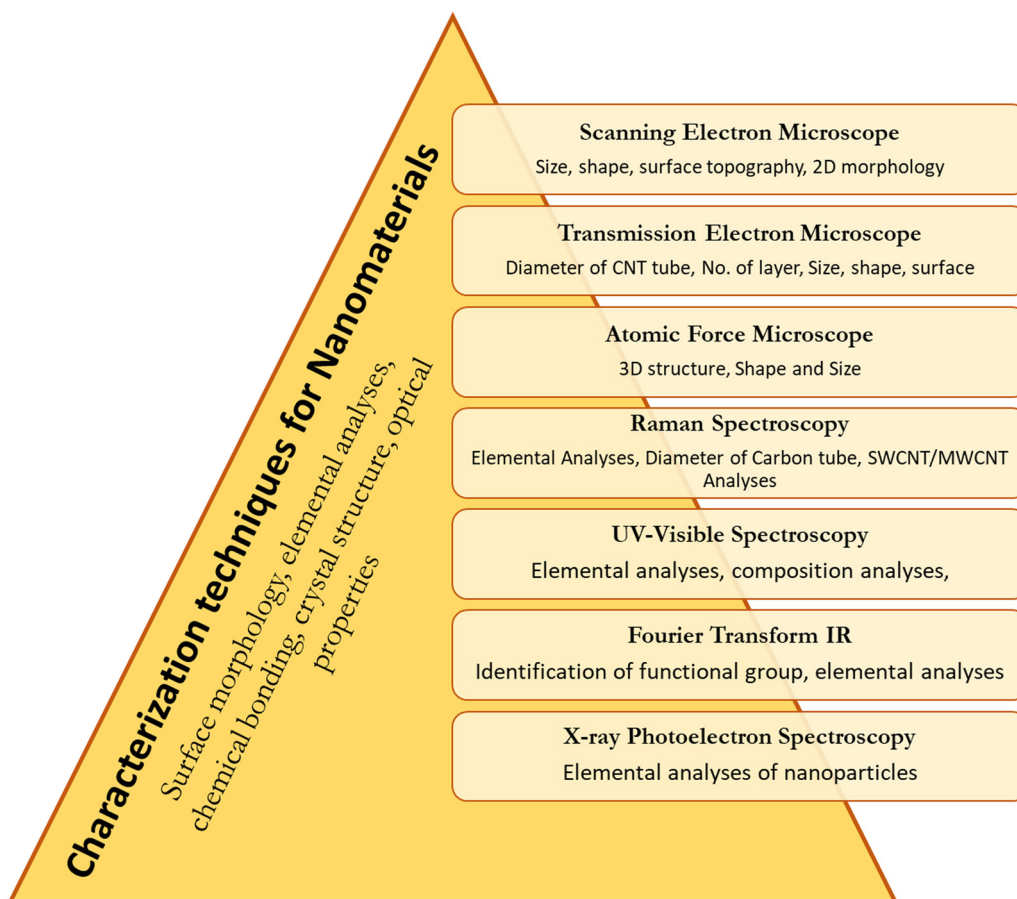 Characterization techniques for Nanomaterials
Surface morphology, elemental analyses,
chemical bonding, crystal structure, optical
properties
Scanning Electron Microscope
Size, shape, surface topography, 2D morphology
Transmission Electron Microscope
Diameter of CNT tube, No. of layer, Size, shape, surface
Atomic Force Microscope
3D structure, Shape and Size
Raman Spectroscopy
Elemental Analyses, Diameter of Carbon tube, SWCNT/MWCNT
Analyses
UV-Visible Spectroscopy
Elemental analyses, composition analyses,
Fourier Transform IR
Identification of functional group, elemental analyses
X-ray Photoelectron Spectroscopy
Elemental analyses of nanoparticles